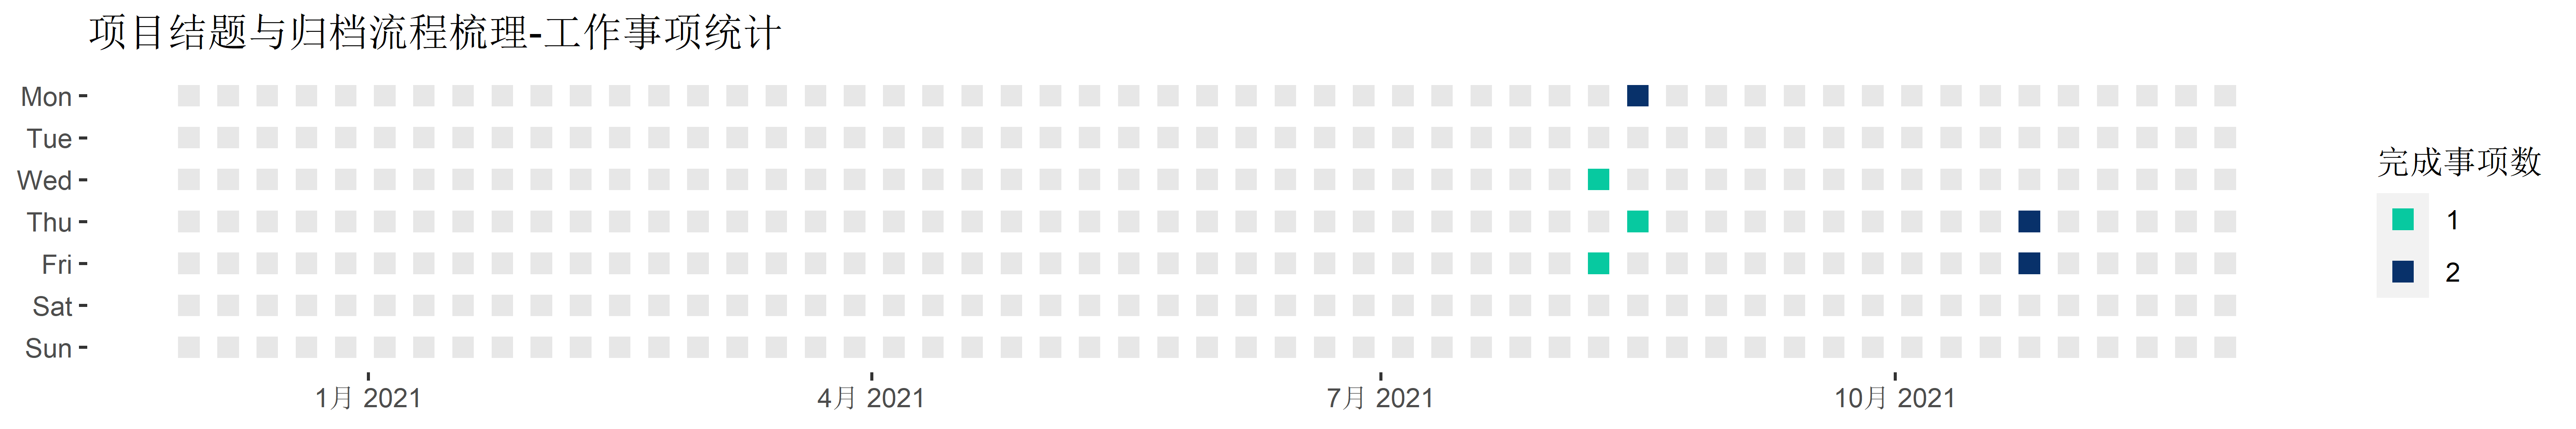 项目结题与归档流程梳理-工作事项统计
Mon
Tue
Wed
Thu
Fri
Sat
Sun
1月 2021
4月 2021
7月 2021
10月 2021
完成事项数
1
2